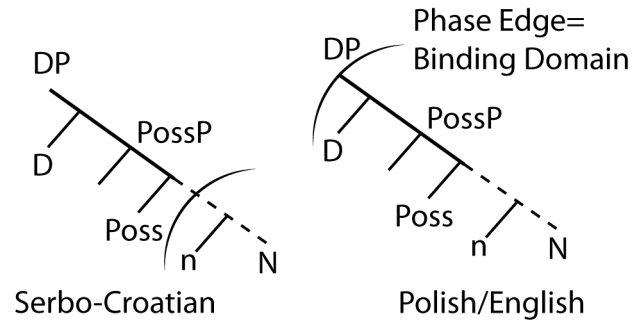 DP
D
PossP
Poss
n
N
Serbo-Croatian
Phase Edge=
Binding Domain
DP
D
PossP
Poss
n
N
Polish/English